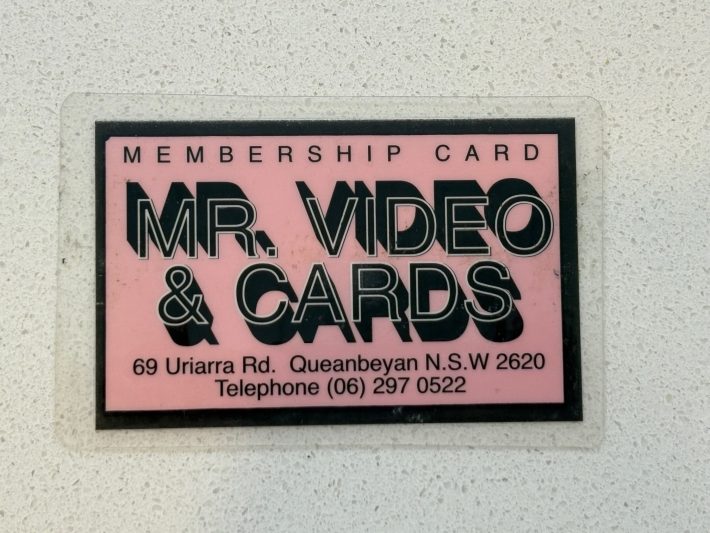 MEMBERSHIP CARD
MR. VIDEO
& CARDS
69 Uriarra Rd. Queanbeyan N.S.W 2620
Telephone (06) 297 0522